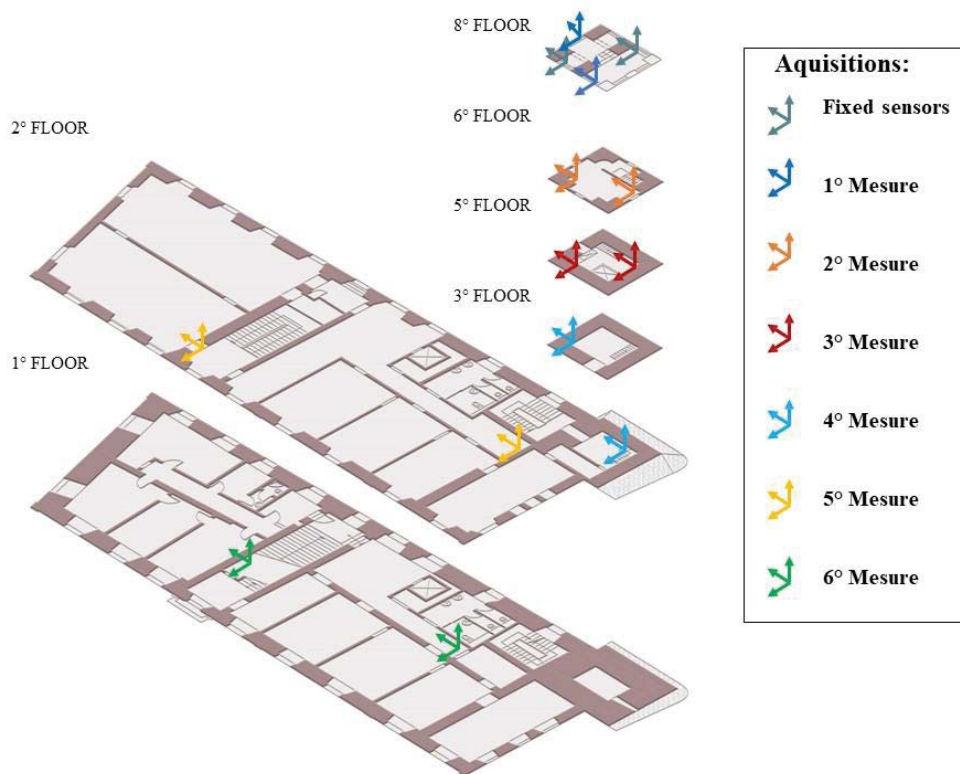 8° FLOOR
2° FLOOR
6° FLOOR
5° FLOOR
3° FLOOR
1° FLOOR
Aquisitions:
Fixed sensors
1° Mesure
2° Mesure
3° Mesure
4° Mesure
5° Mesure
6° Mesure